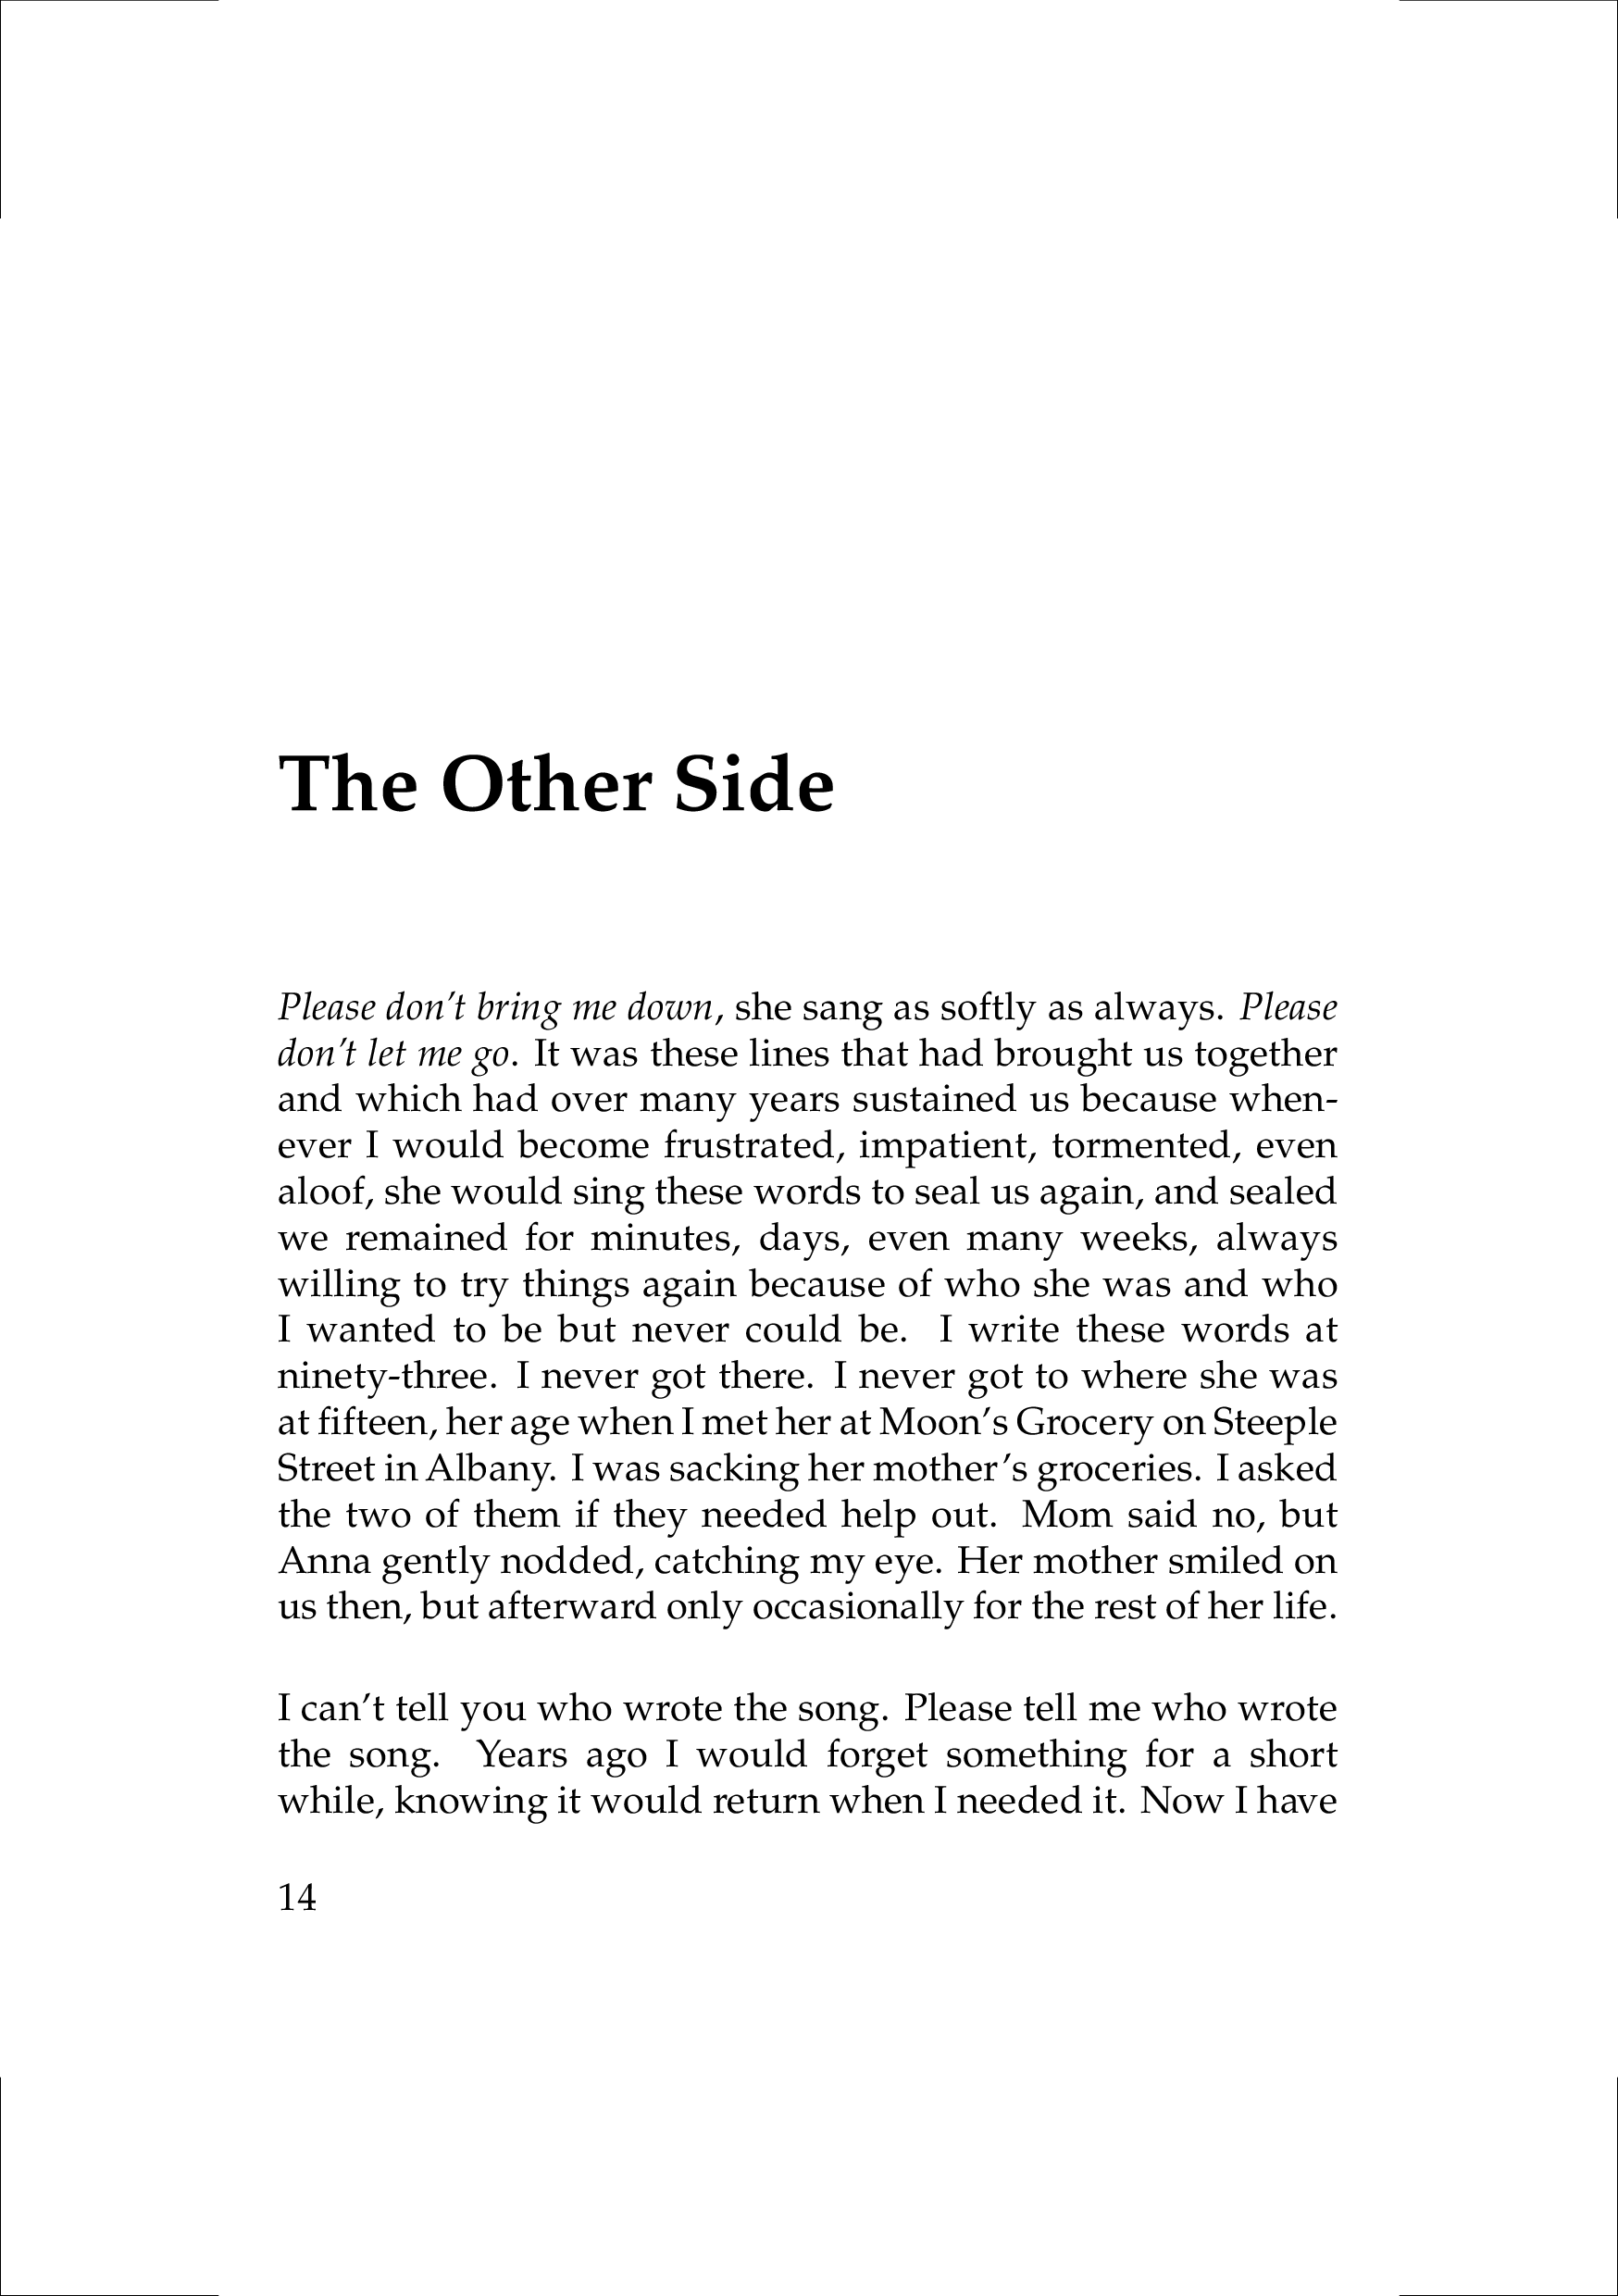 The Other Side
Please don't bring me down, she sang as softly as always. Please
don't let me go. It was these lines that had brought us together
and which had over many years sustained us because when-
ever I would become frustrated, impatient, tormented, even
aloof, she would sing these words to seal us again, and sealed
we remained for minutes, days, even many weeks, always
willing to try things again because of who she was and who
I wanted to be but never could be. I write these words at
ninety-three. I never got there. I never got to where she was
at fifteen, her age when I met her at Moon's Grocery on Steeple
Street in Albany. I was sacking her mother's groceries. I asked
the two of them if they needed help out. Mom said no, but
Anna gently nodded, catching my eye. Her mother smiled on
us then, but afterward only occasionally for the rest of her life.
I can't tell you who wrote the song. Please tell me who wrote
the song. Years ago I would forget something for a short
while, knowing it would return when I needed it. Now I have
14